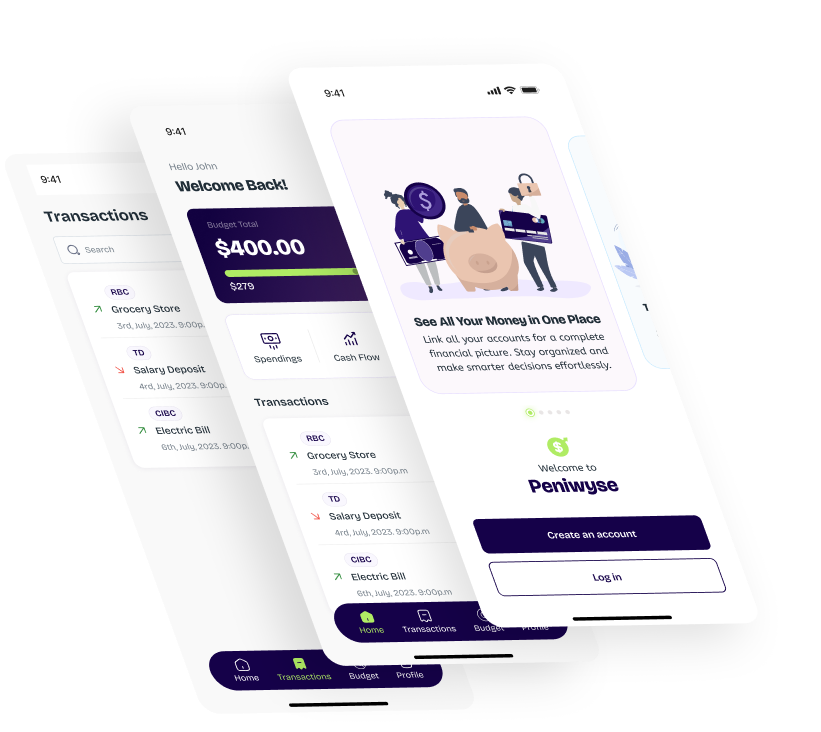 9:41
Transactions
Search
RBC
Grocery Store
3rd, July, 2023. 9:00p.
TD
Salary Deposit
4rd, July, 2023. 9:00p.
CIBC
Electric Bill
6th, July, 2023. 9:00p.
Home
Transactions
Budget
Profile
9:41
Hello John
Welcome Back!
Budget Total
$400.00
$279
Spendings
Cash Flow
Transactions
RBC
Grocery Store
3rd, July, 2023. 9:00p.m
TD
Salary Deposit
4rd, July, 2023. 9:00p.m
CIBC
Electric Bill
6th, July, 2023. 9:00p.m
Home
Transactions
Budget
Profile
9:41
$
See All Your Money in One Place
Link all your accounts for a complete
financial picture. Stay organized and
make smarter decisions effortlessly.
T
$
Welcome to
Peniwyse
Create an account
Log in